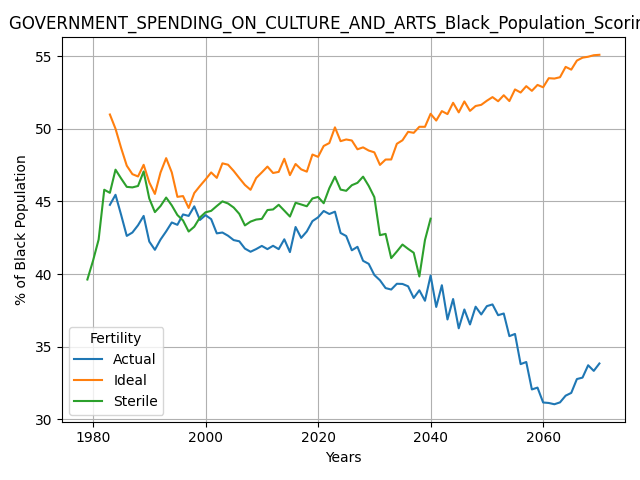 GOVERNMENT_SPENDING_ON_CULTURE_AND_ARTS_Black_Population_Scorin
55
50
45
40
35
30
% of Black Population
Fertility
Actual
Ideal
Sterile
1980
2000
2020
2040
2060
Years